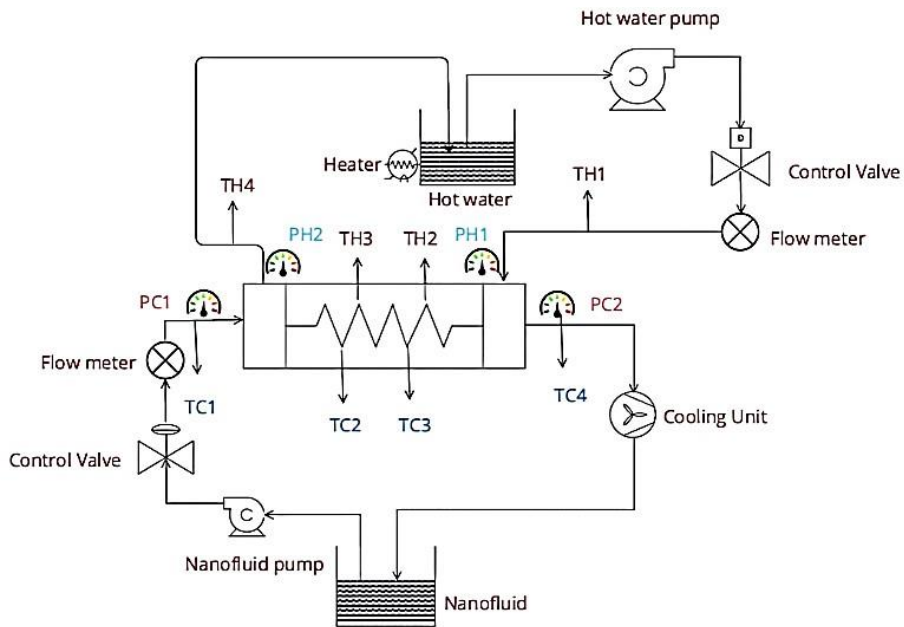 Hot water pump
D
Control Valve
Flow meter
Heater
Hot water
TH1
TH4
PH2
TH3
TH2
PH1
PC1
PC2
Flow meter
TC1
TC2
TC3
TC4
Cooling Unit
Control Valve
C
Nanofluid pump
Nanofluid